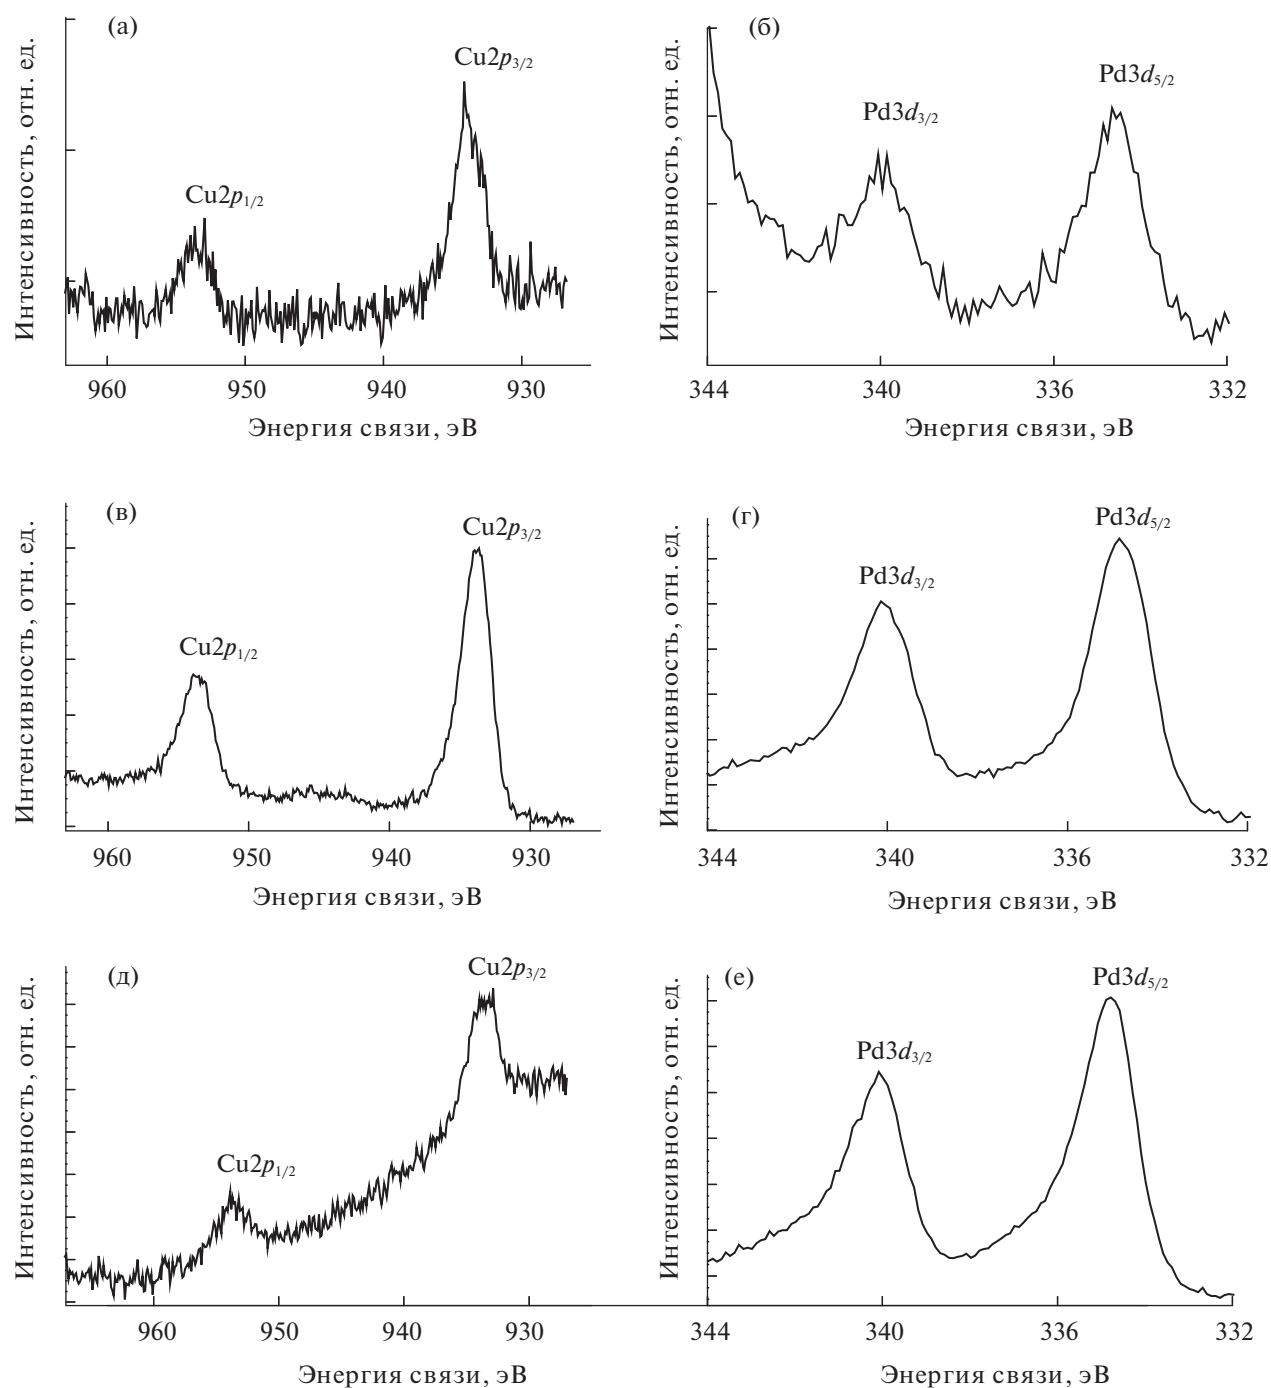 (а)
Cu2p3/2
Cu2p1/2
Интенсивность, отн. ед.
960 950 940 930
Энергия связи, эВ
(б)
Pd3d5/2
Pd3d3/2
Интенсивность, отн. ед.
344 340 336 332
Энергия связи, эВ
(в)
Cu2p3/2
Cu2p1/2
Интенсивность, отн. ед.
960 950 940 930
Энергия связи, эВ
(г)
Pd3d5/2
Pd3d3/2
Интенсивность, отн. ед.
344 340 336 332
Энергия связи, эВ
(д)
Cu2p3/2
Cu2p1/2
Интенсивность, отн. ед.
960 950 940 930
Энергия связи, эВ
(е)
Pd3d5/2
Pd3d3/2
Интенсивность, отн. ед.
344 340 336 332
Энергия связи, эВ